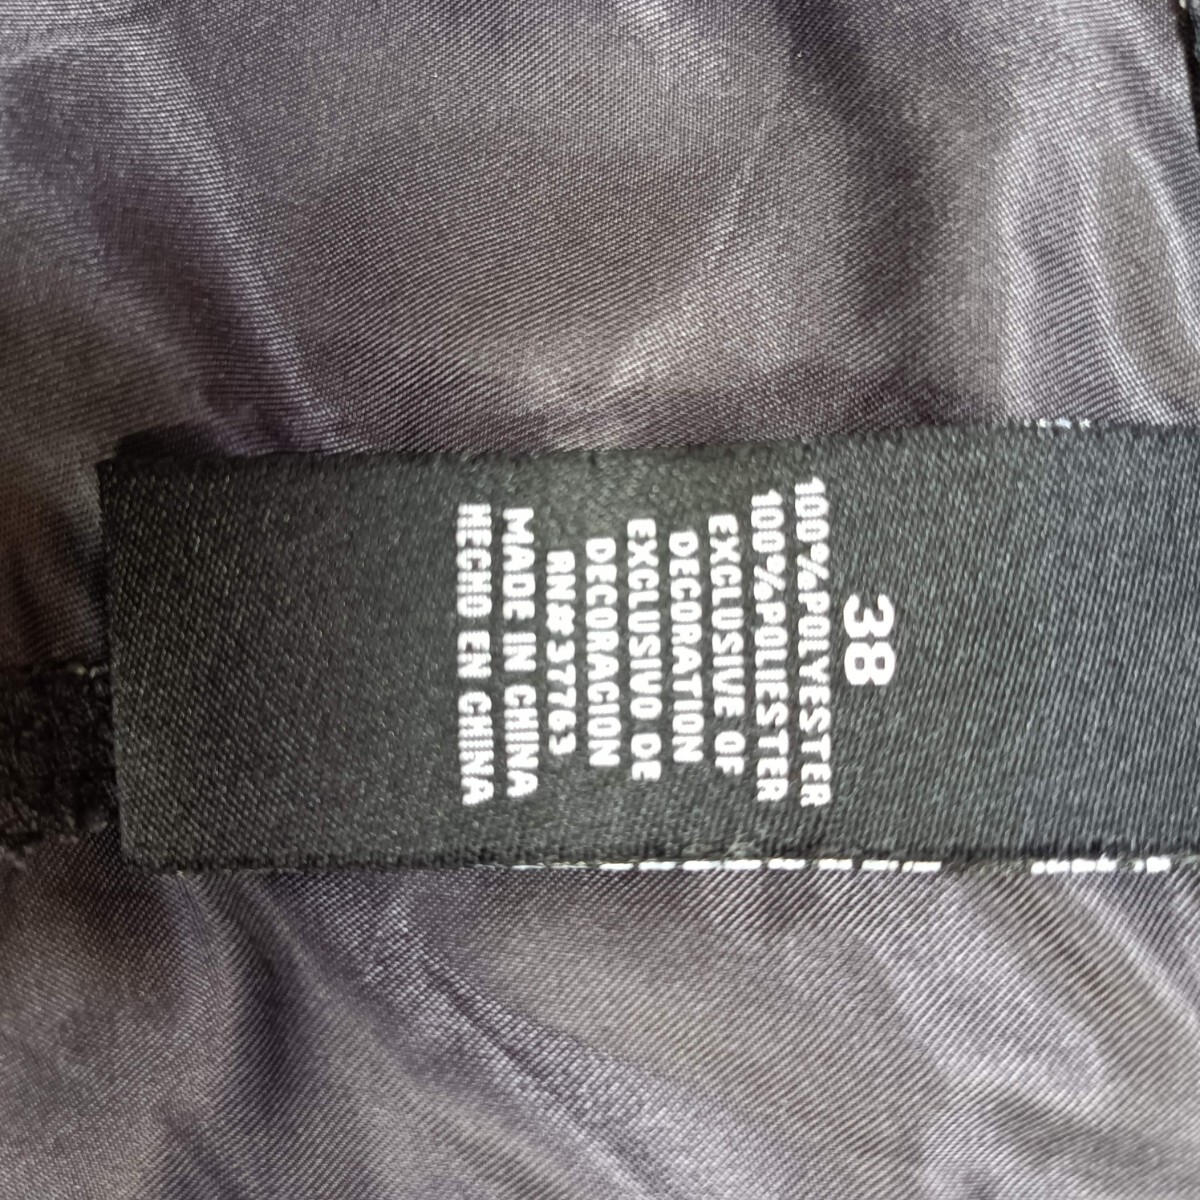 38
100%POLYESTER
100%POLIESTER
EXCLUSIVE OF
DECORATION
EXCLUSIVO DE
DECORACION
RN# 37763
MADE IN CHINA
HECHO EN CHINA